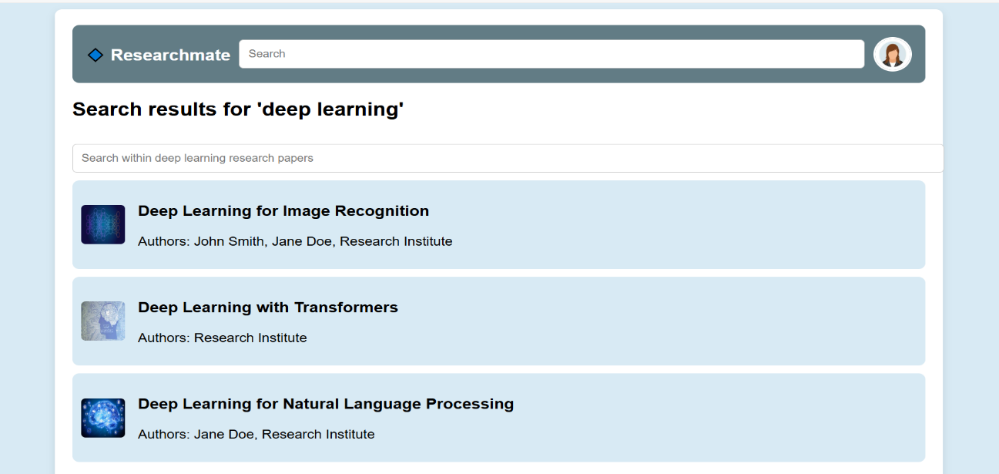 Researchmate
Search
Search results for 'deep learning'
Search within deep learning research papers
Deep Learning for Image Recognition
Authors: John Smith, Jane Doe, Research Institute
Deep Learning with Transformers
Authors: Research Institute
Deep Learning for Natural Language Processing
Authors: Jane Doe, Research Institute